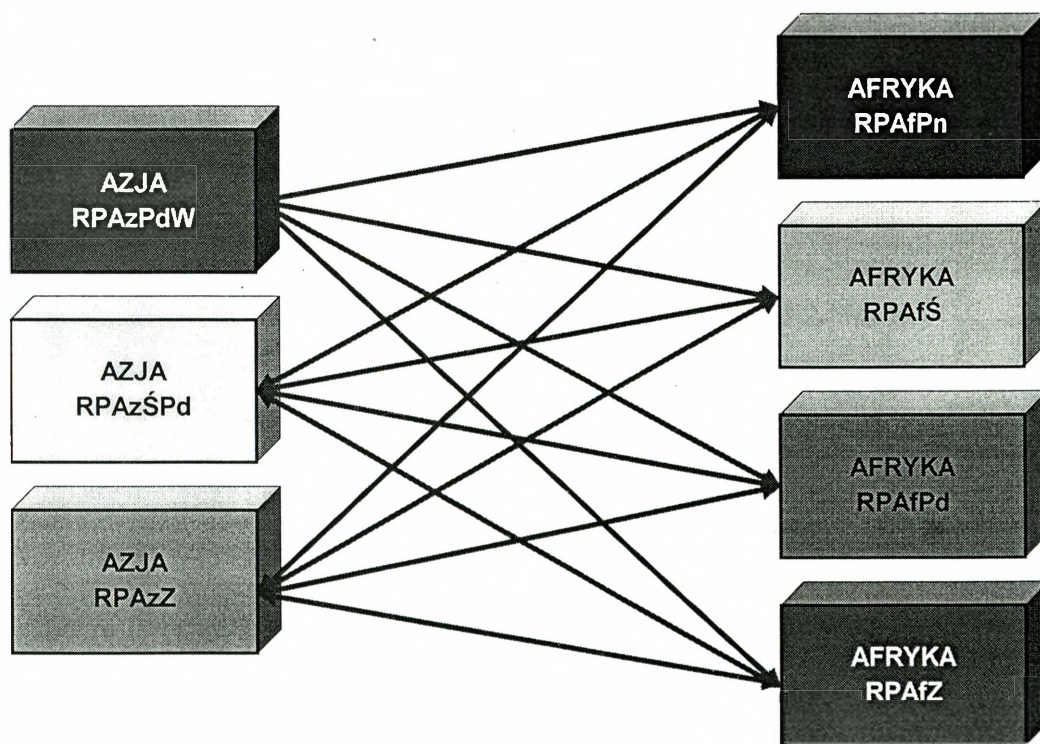 AZJA
RPAzPdW
AZJA
RPAzŚPd
AZJA
RPAzZ
AFRYKA
RPAfPn
AFRYKA
RPAfŚ
AFRYKA
RPAfPd
AFRYKA
RPAfZ